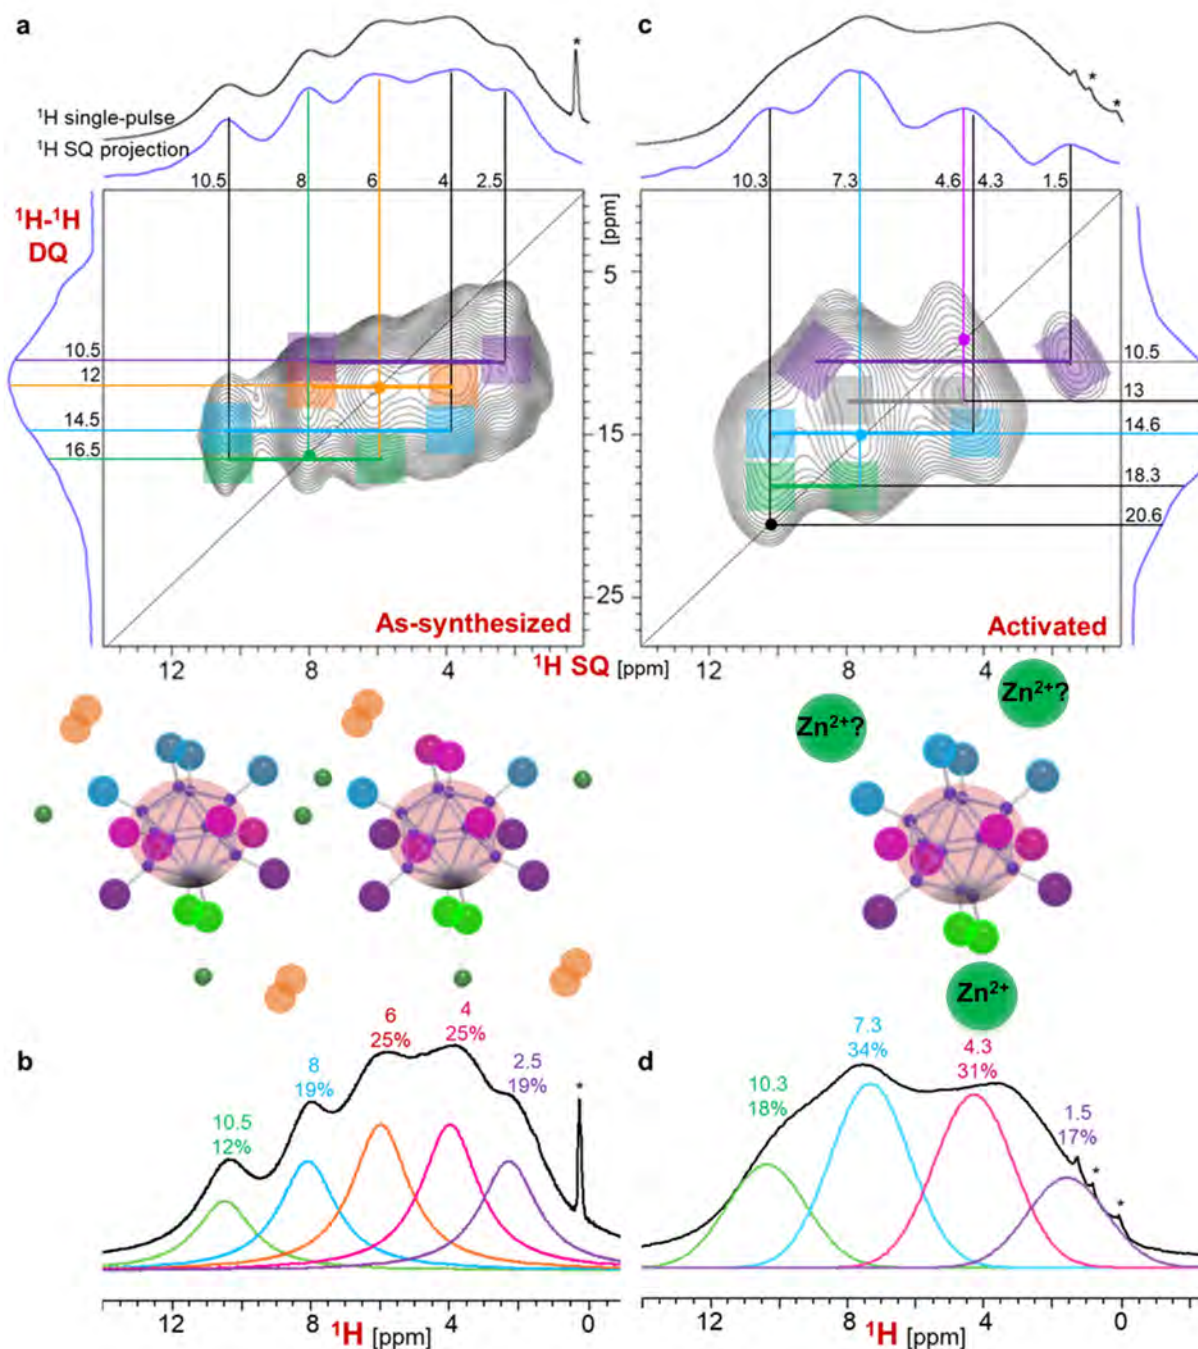 a
*
¹H single-pulse
¹H SQ projection
10.5 8 6 4 2.5
¹H-¹H
DQ
[ppm]
5
10.5
12
14.5
16.5
15
25
As-synthesized
12 8 4
¹H SQ [ppm]
c
* *
10.3 7.3 4.6 4.3 1.5
10.5
13
14.6
18.3
20.6
Activated
12 8 4 0
Zn²⁺?
Zn²⁺?
Zn²⁺
b
10.5
12%
8
19%
6
25%
4
25%
2.5
19%
*
12 8 4 0
¹H [ppm]
d
10.3
18%
7.3
34%
4.3
31%
1.5
17%
* *
12 8 4 0
¹H [ppm]